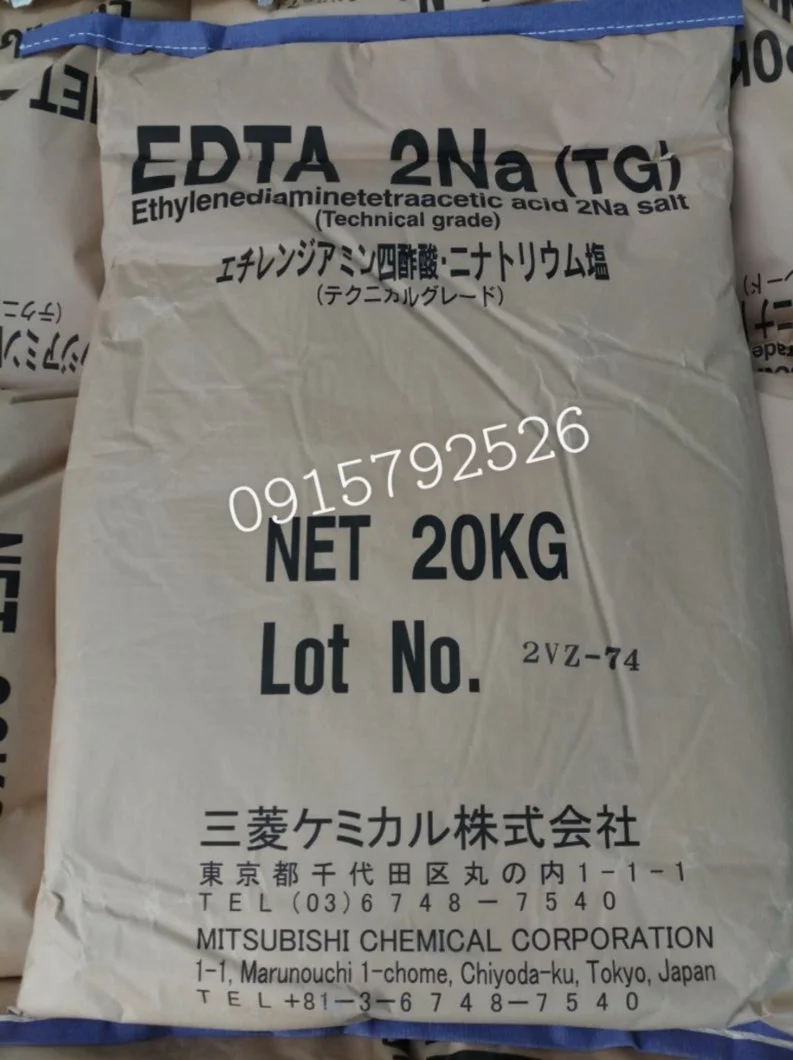 EDTA 2Na (TG)
Ethylenediaminetetraacetic acid 2Na salt
(Technical grade)
エチレンジアミン四酢酸・ニナトリウム塩
(テクニカルグレード)
0915792526
NET 20KG
Lot No. 2VZ-74
三菱ケミカル株式会社
東京都千代田区丸の内1-1-1
TEL (03)6748-7540
MITSUBISHI CHEMICAL CORPORATION
1-1, Marunouchi 1-chome, Chiyoda-ku, Tokyo, Japan
TEL +81-3-6748-7540